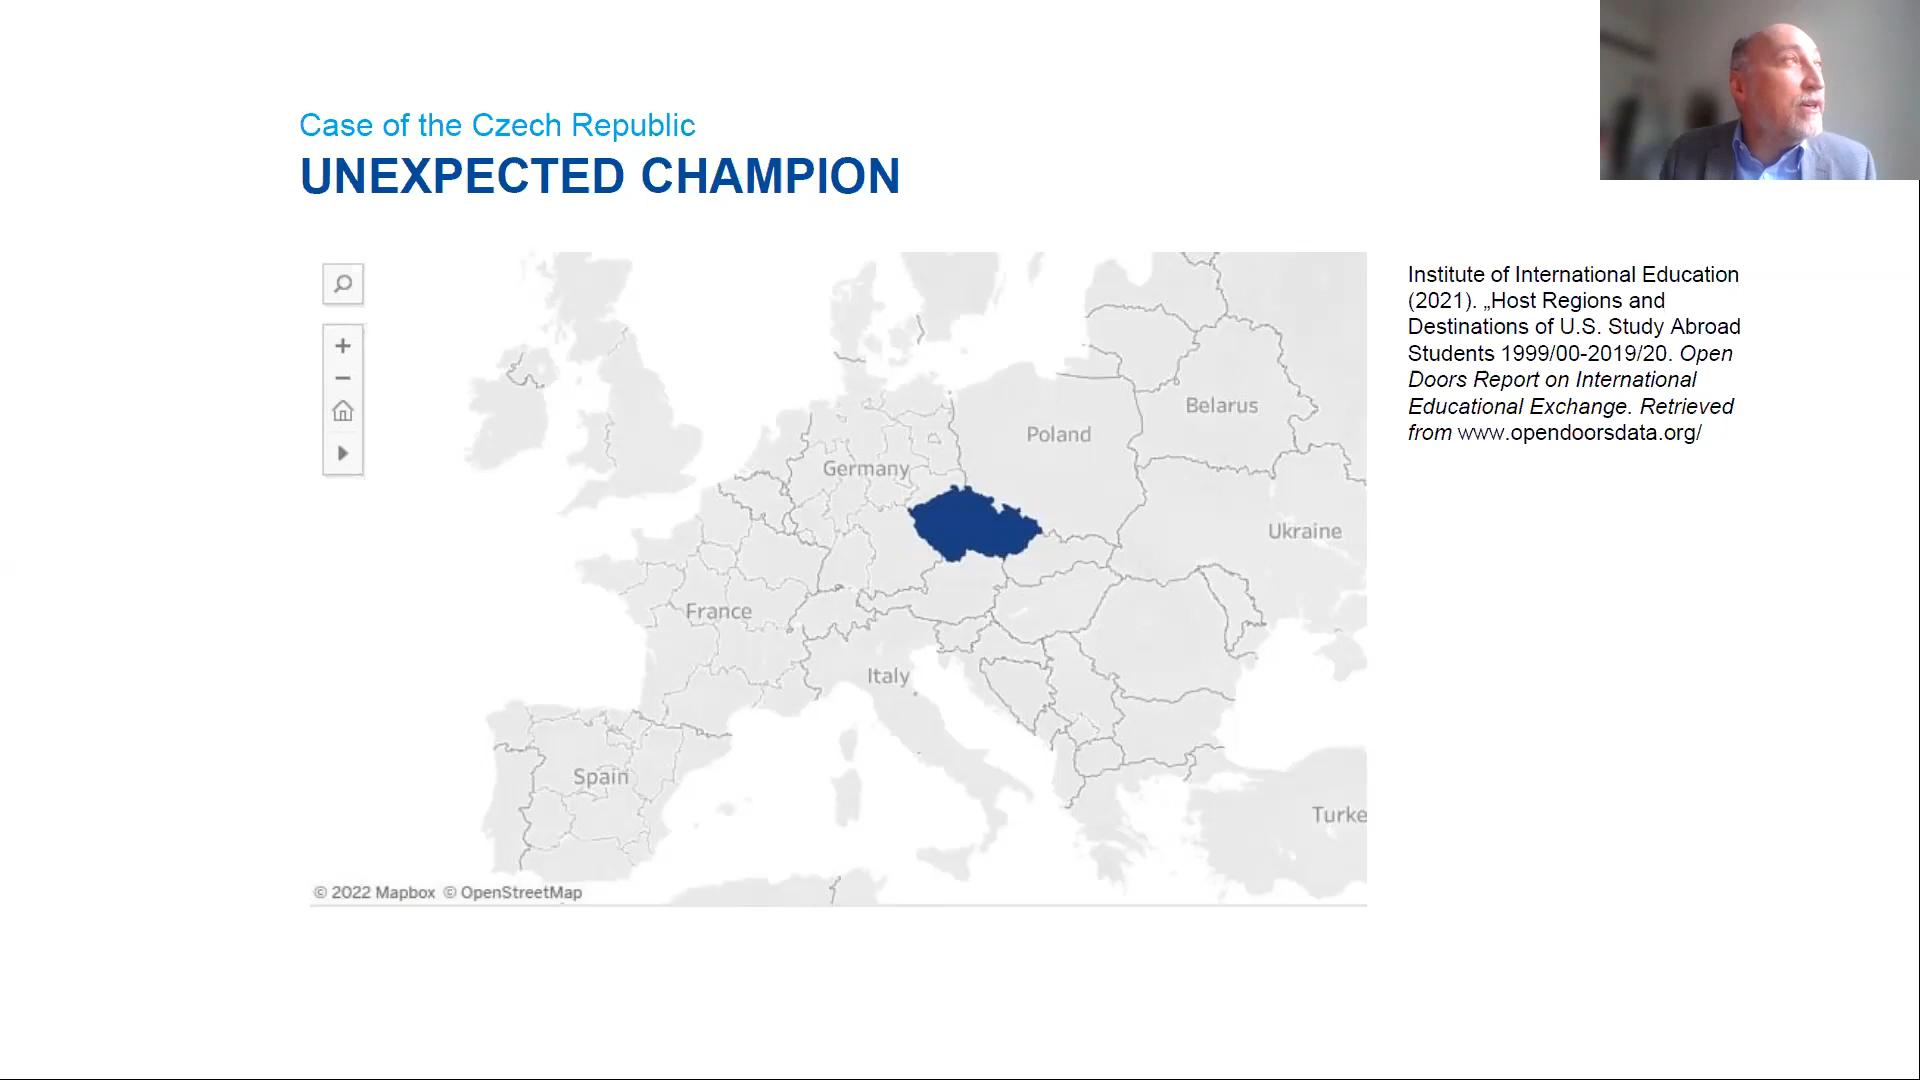 Case of the Czech Republic
UNEXPECTED CHAMPION
Institute of International Education
(2021). „Host Regions and
Destinations of U.S. Study Abroad
Students 1999/00-2019/20. Open
Doors Report on International
Educational Exchange. Retrieved
from www.opendoorsdata.org/
Belarus
Poland
Germany
Ukraine
France
Italy
Spain
Turke
© 2022 Mapbox © OpenStreetMap